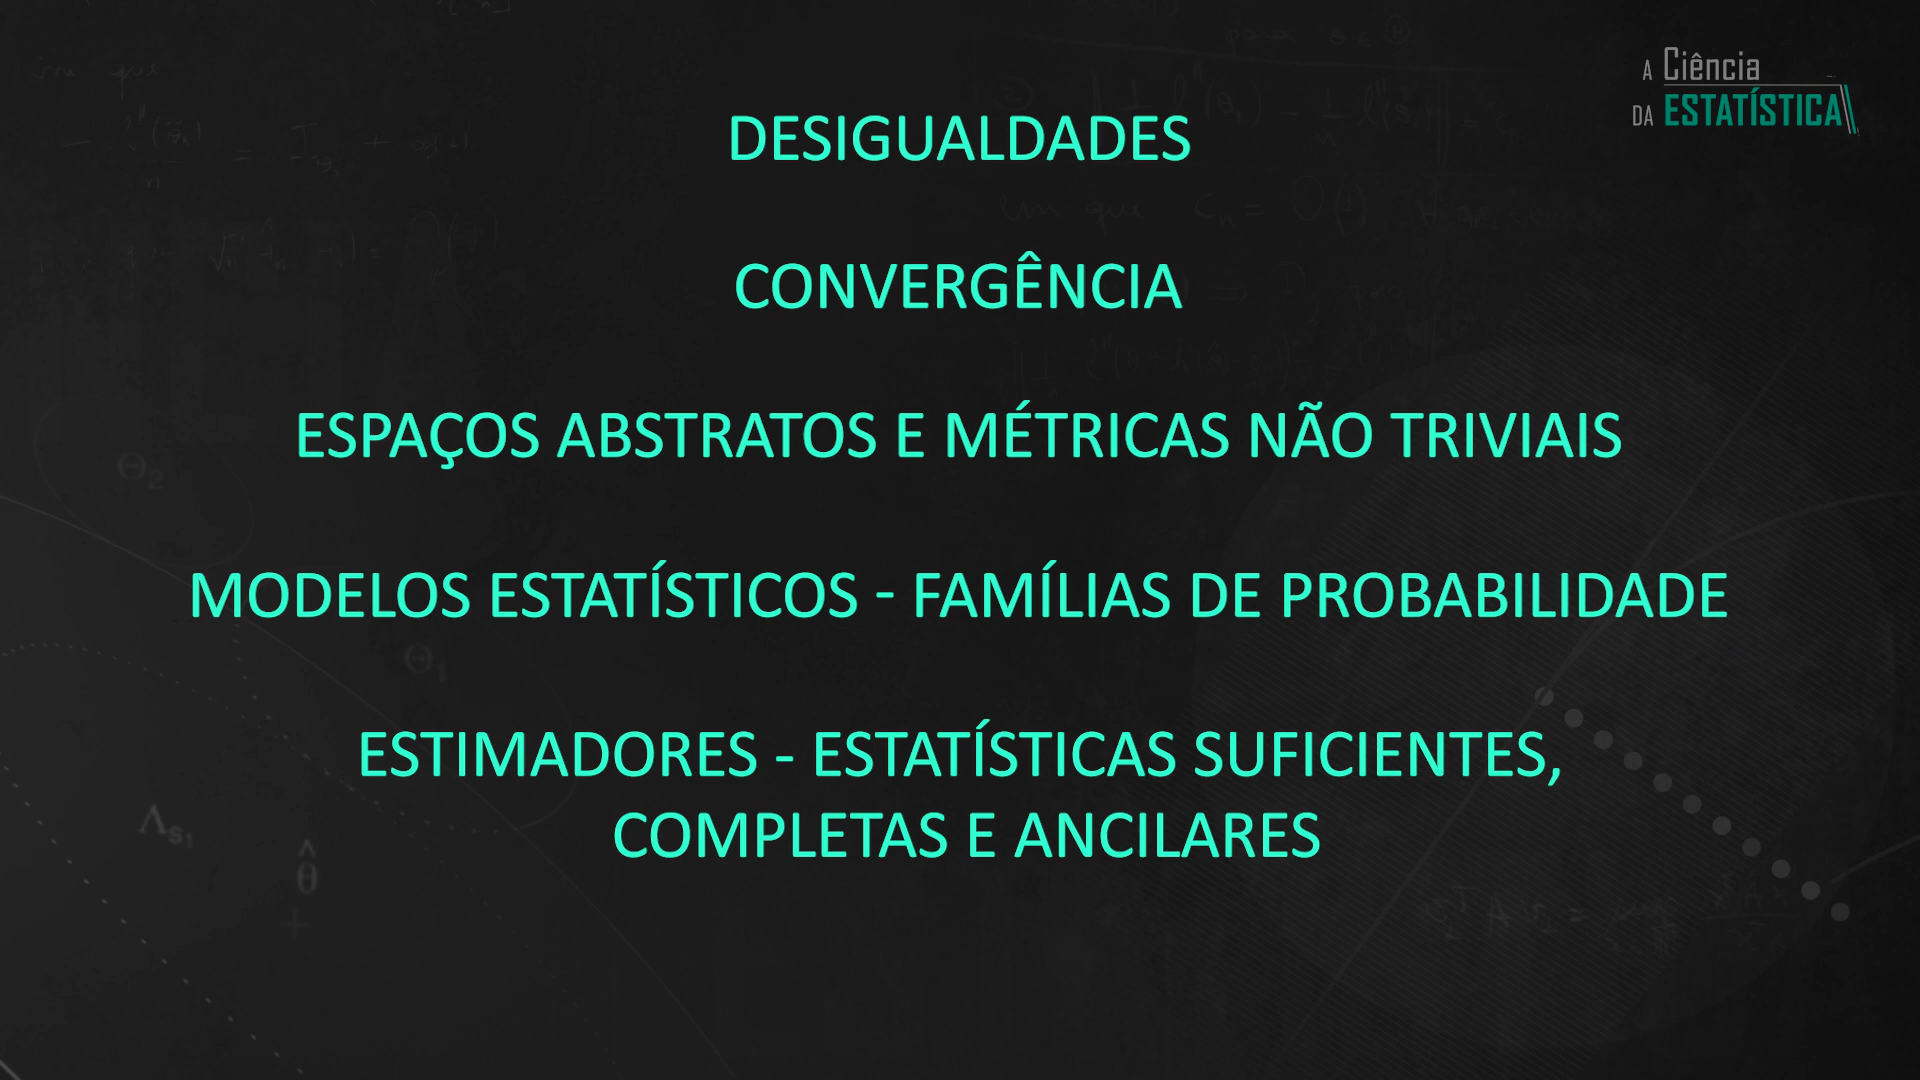 A Ciência
DA ESTATÍSTICA
DESIGUALDADES
CONVERGÊNCIA
ESPAÇOS ABSTRATOS E MÉTRICAS NÃO TRIVIAIS
MODELOS ESTATÍSTICOS - FAMÍLIAS DE PROBABILIDADE
ESTIMADORES - ESTATÍSTICAS SUFICIENTES,
COMPLETAS E ANCILARES